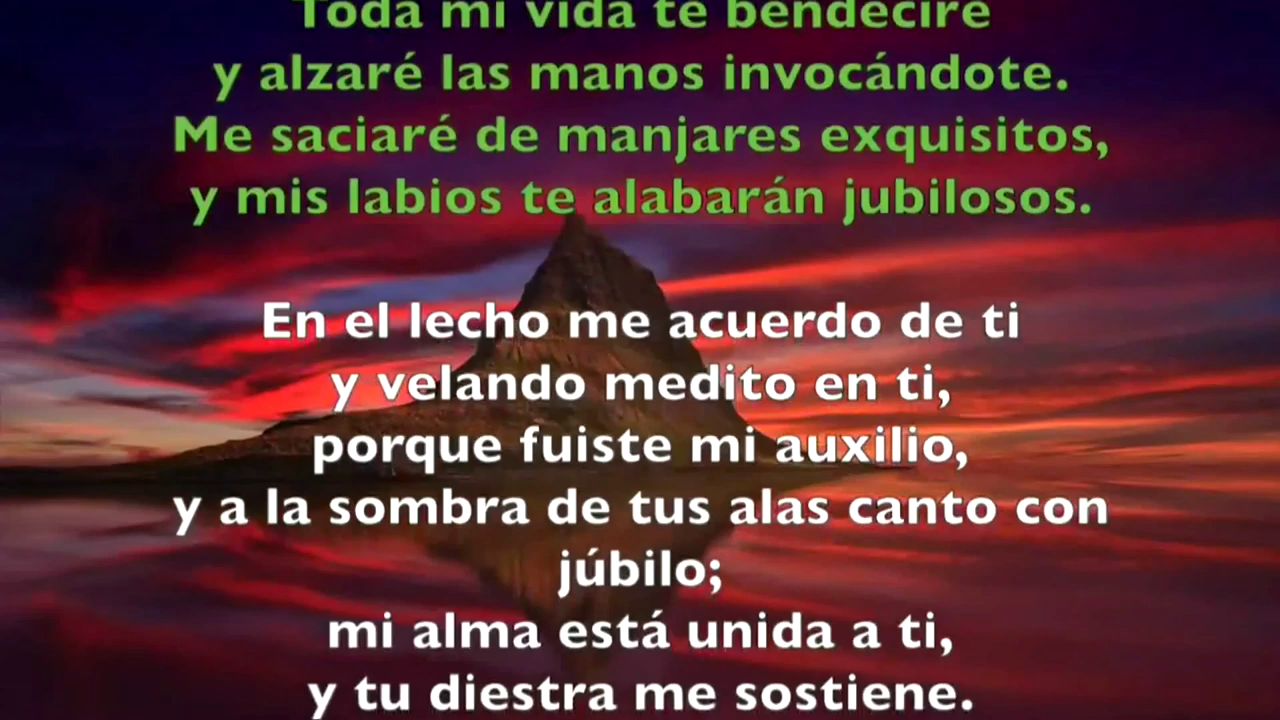 Toda mi vida te bendeciré
y alzaré las manos invocándote.
Me saciaré de manjares exquisitos,
y mis labios te alabarán jubilosos.
En el lecho me acuerdo de ti
y velando medito en ti,
porque fuiste mi auxilio,
y a la sombra de tus alas canto con
júbilo;
mi alma está unida a ti,
y tu diestra me sostiene.